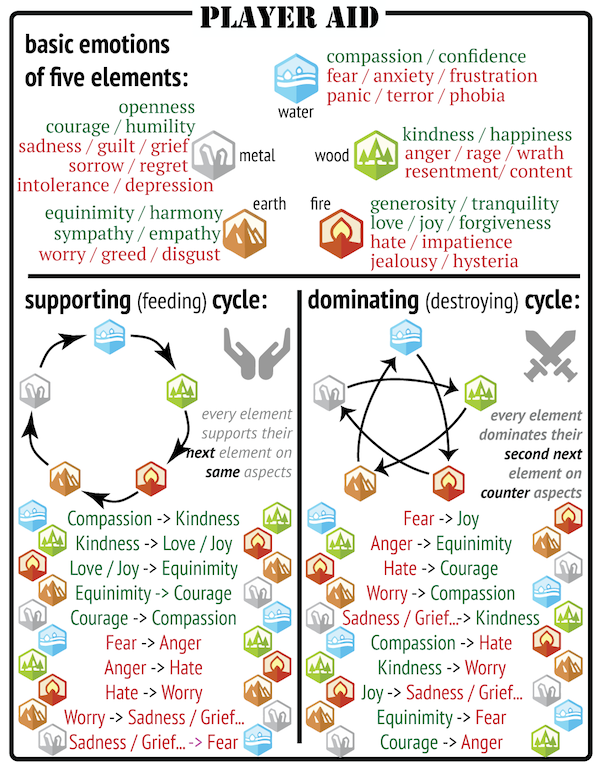 PLAYER AID
basic emotions
of five elements:
compassion / confidence
fear / anxiety / frustration
panic / terror / phobia
water
openness
courage / humility
sadness / guilt / grief
sorrow / regret
intolerance / depression
metal
wood
kindness / happiness
anger / rage / wrath
resentment/ content
equinimity / harmony
sympathy / empathy
worry / greed / disgust
earth
fire
generosity / tranquility
love / joy / forgiveness
hate / impatience
jealousy / hysteria
supporting (feeding) cycle:
every element
supports their
next element on
same aspects
Compassion -> Kindness
Kindness -> Love / Joy
Love / Joy -> Equinimity
Equinimity -> Courage
Courage -> Compassion
Fear -> Anger
Anger -> Hate
Hate -> Worry
Worry -> Sadness / Grief...
Sadness / Grief... -> Fear
dominating (destroying) cycle:
every element
dominates their
second next
element on
counter aspects
Fear -> Joy
Anger -> Equinimity
Hate -> Courage
Worry -> Compassion
Sadness / Grief...-> Kindness
Compassion -> Hate
Kindness -> Worry
Joy -> Sadness / Grief...
Equinimity -> Fear
Courage -> Anger